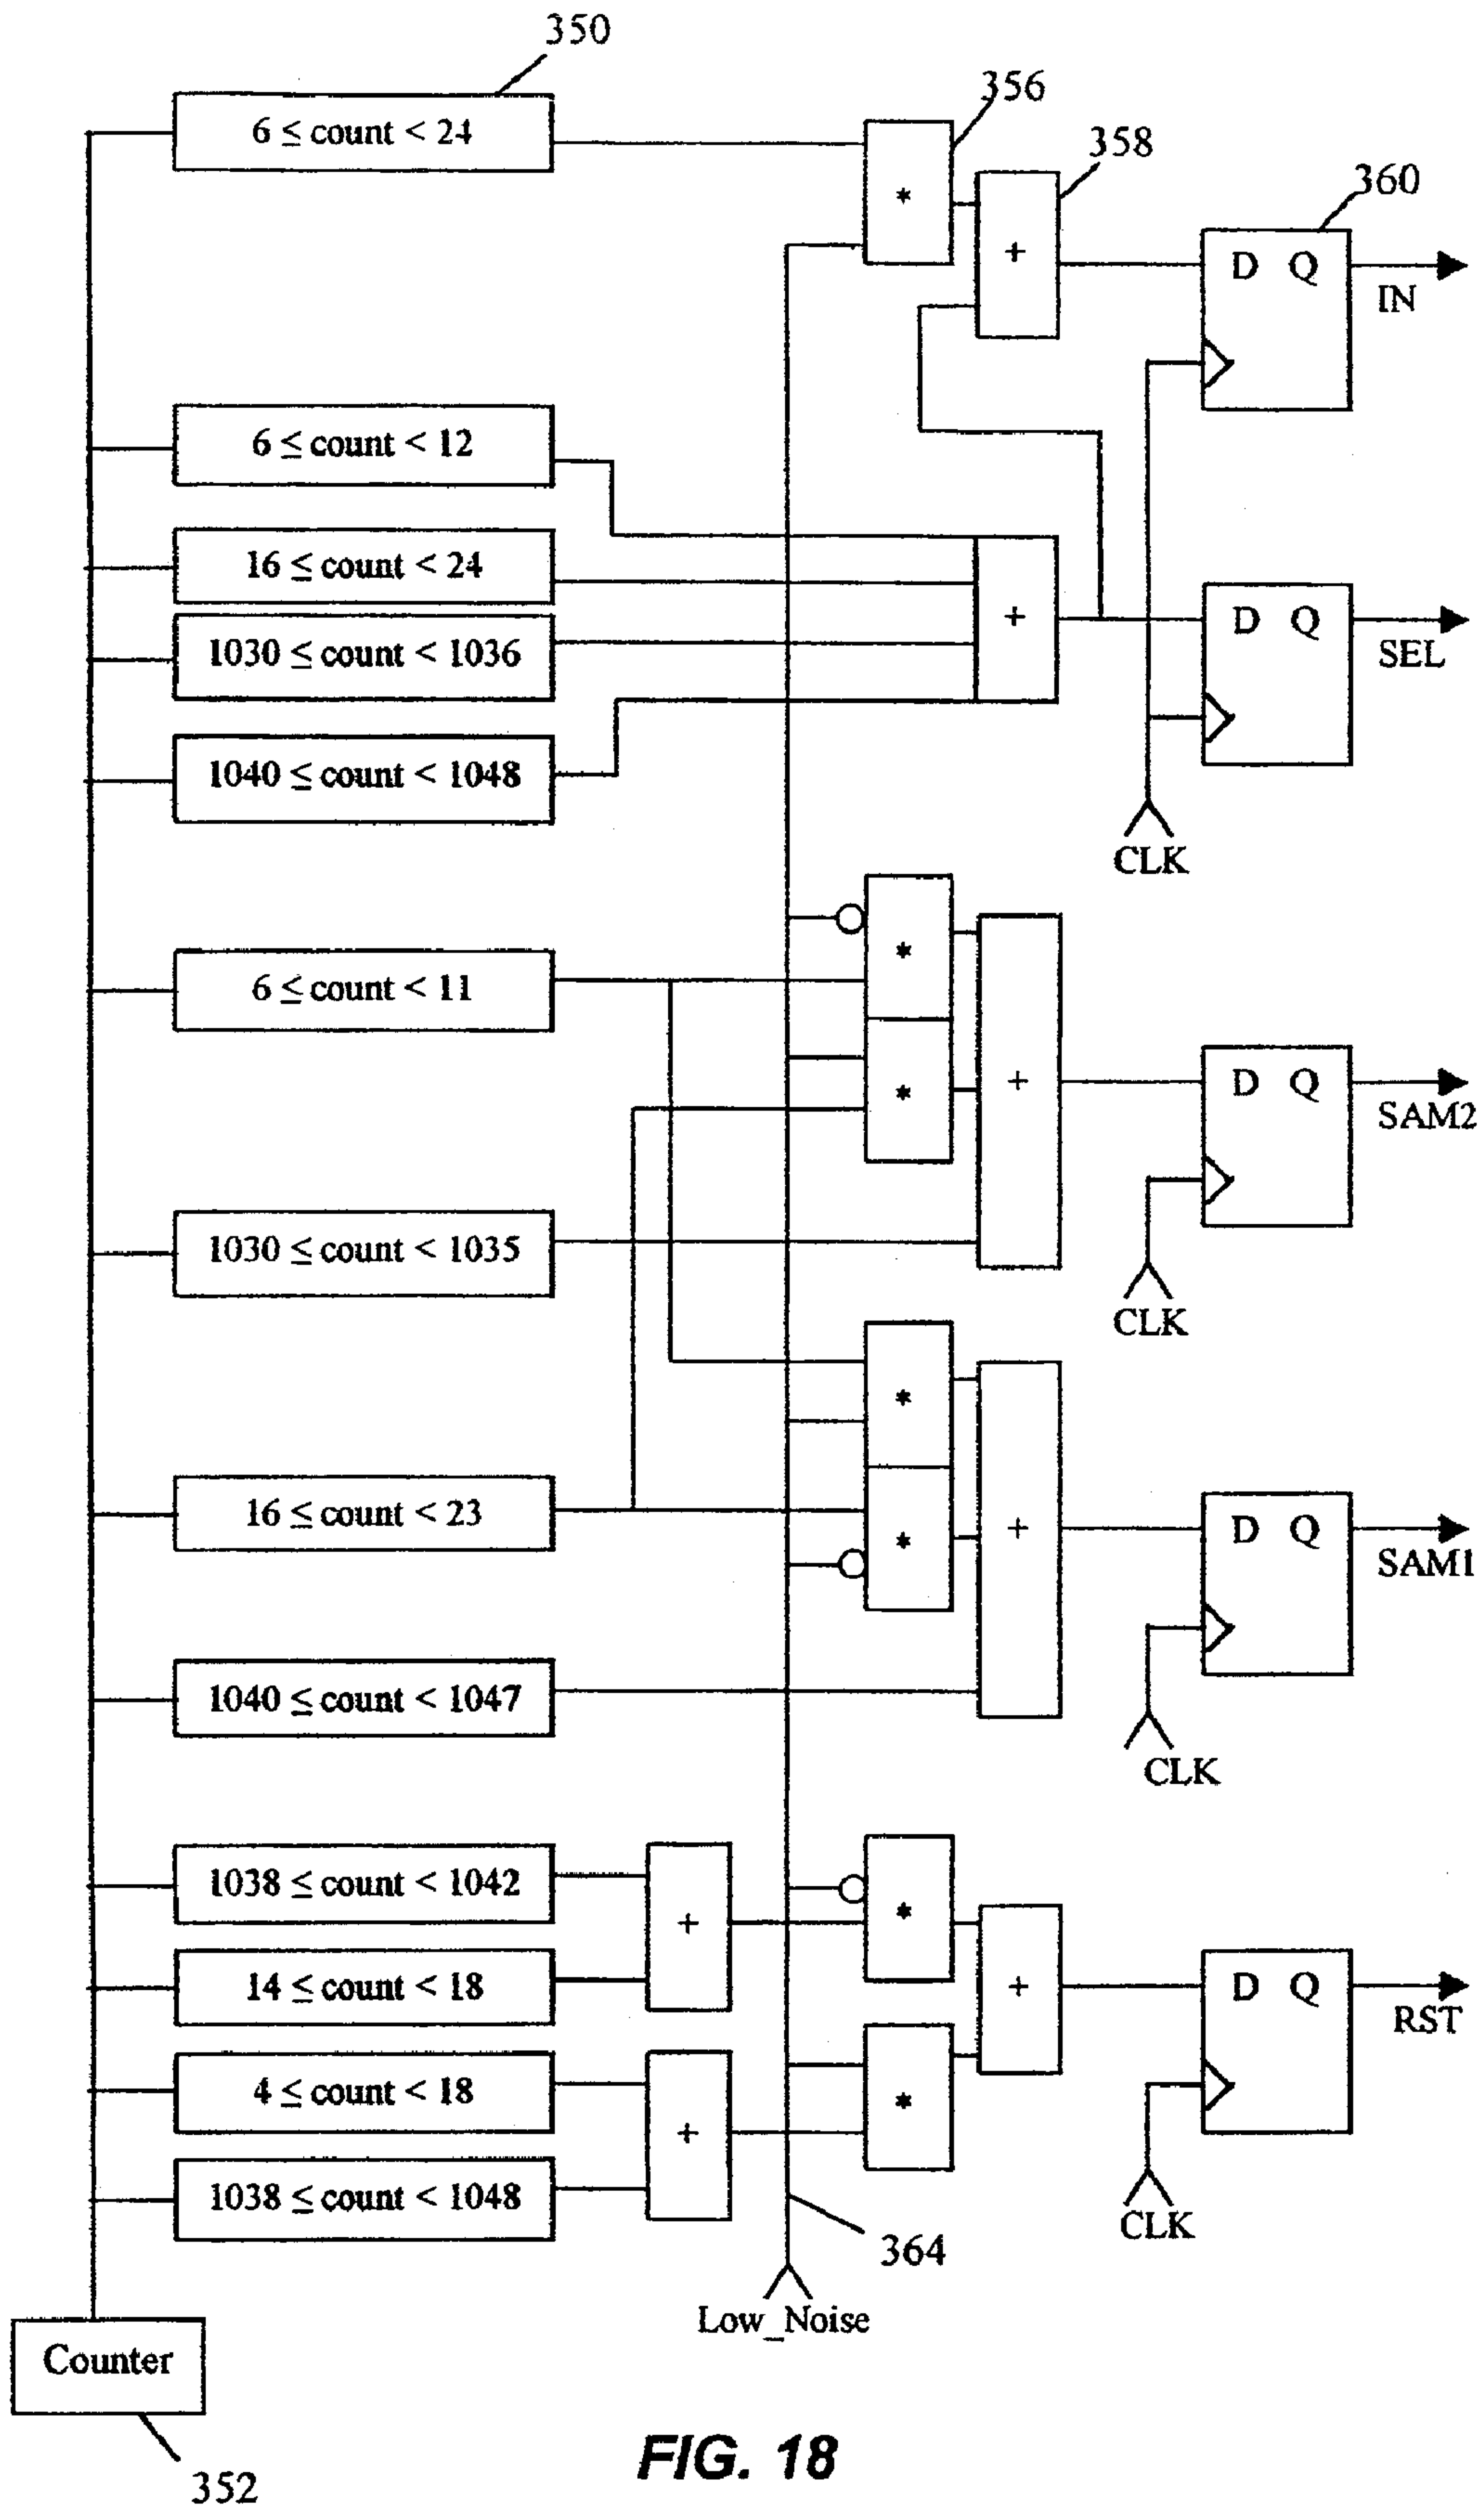 350
6 ≤ count < 24
356
*
358
+
360
D Q
IN
6 ≤ count < 12
16 ≤ count < 24
1030 ≤ count < 1036
1040 ≤ count < 1048
+
D Q
SEL
CLK
6 ≤ count < 11
*
*
+
D Q
SAM2
1030 ≤ count < 1035
CLK
*
16 ≤ count < 23
*
+
D Q
SAM1
1040 ≤ count < 1047
CLK
1038 ≤ count < 1042
14 ≤ count < 18
+
*
+
D Q
RST
4 ≤ count < 18
1038 ≤ count < 1048
+
*
CLK
364
Low_Noise
Counter
352
FIG. 18